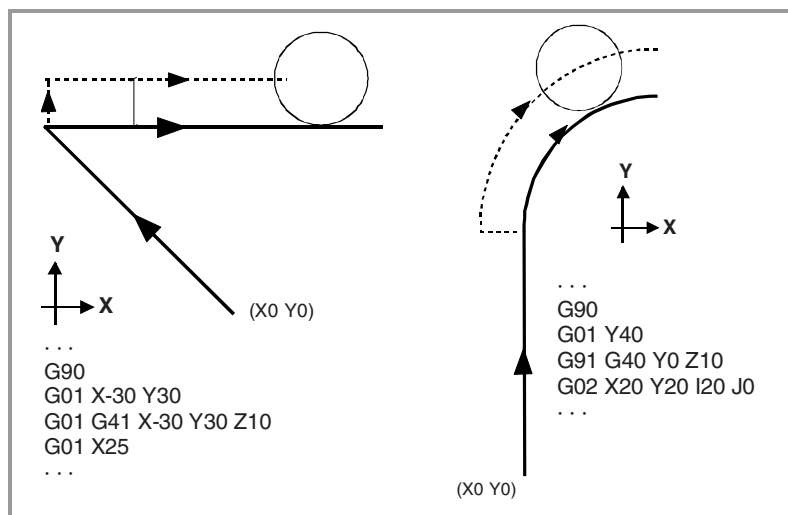 Y
X
(X0 Y0)
. . .
G90
G01 X-30 Y30
G01 G41 X-30 Y30 Z10
G01 X25
. . .
Y
X
. . .
G90
G01 Y40
G91 G40 Y0 Z10
G02 X20 Y20 I20 J0
. . .
(X0 Y0)